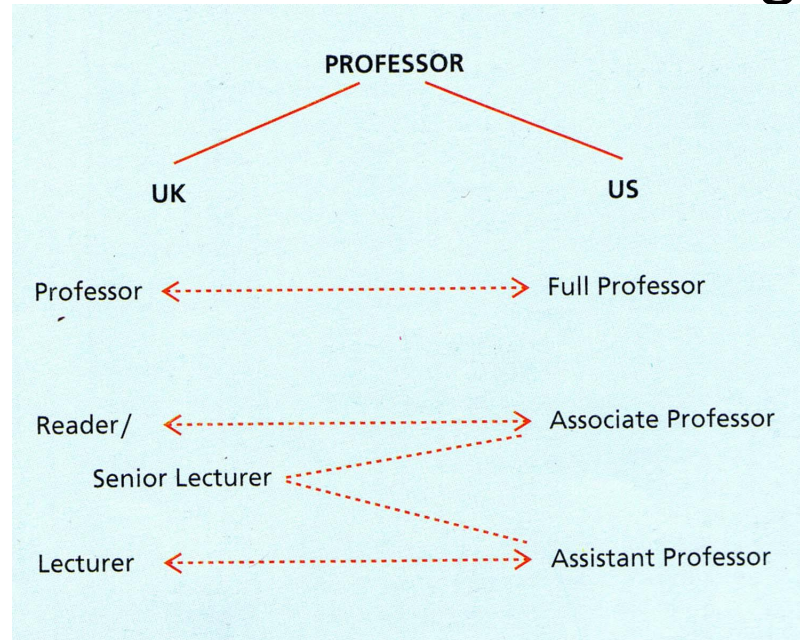 PROFESSOR
UK US
Professor Full Professor
Reader/ Associate Professor
Senior Lecturer
Lecturer Assistant Professor